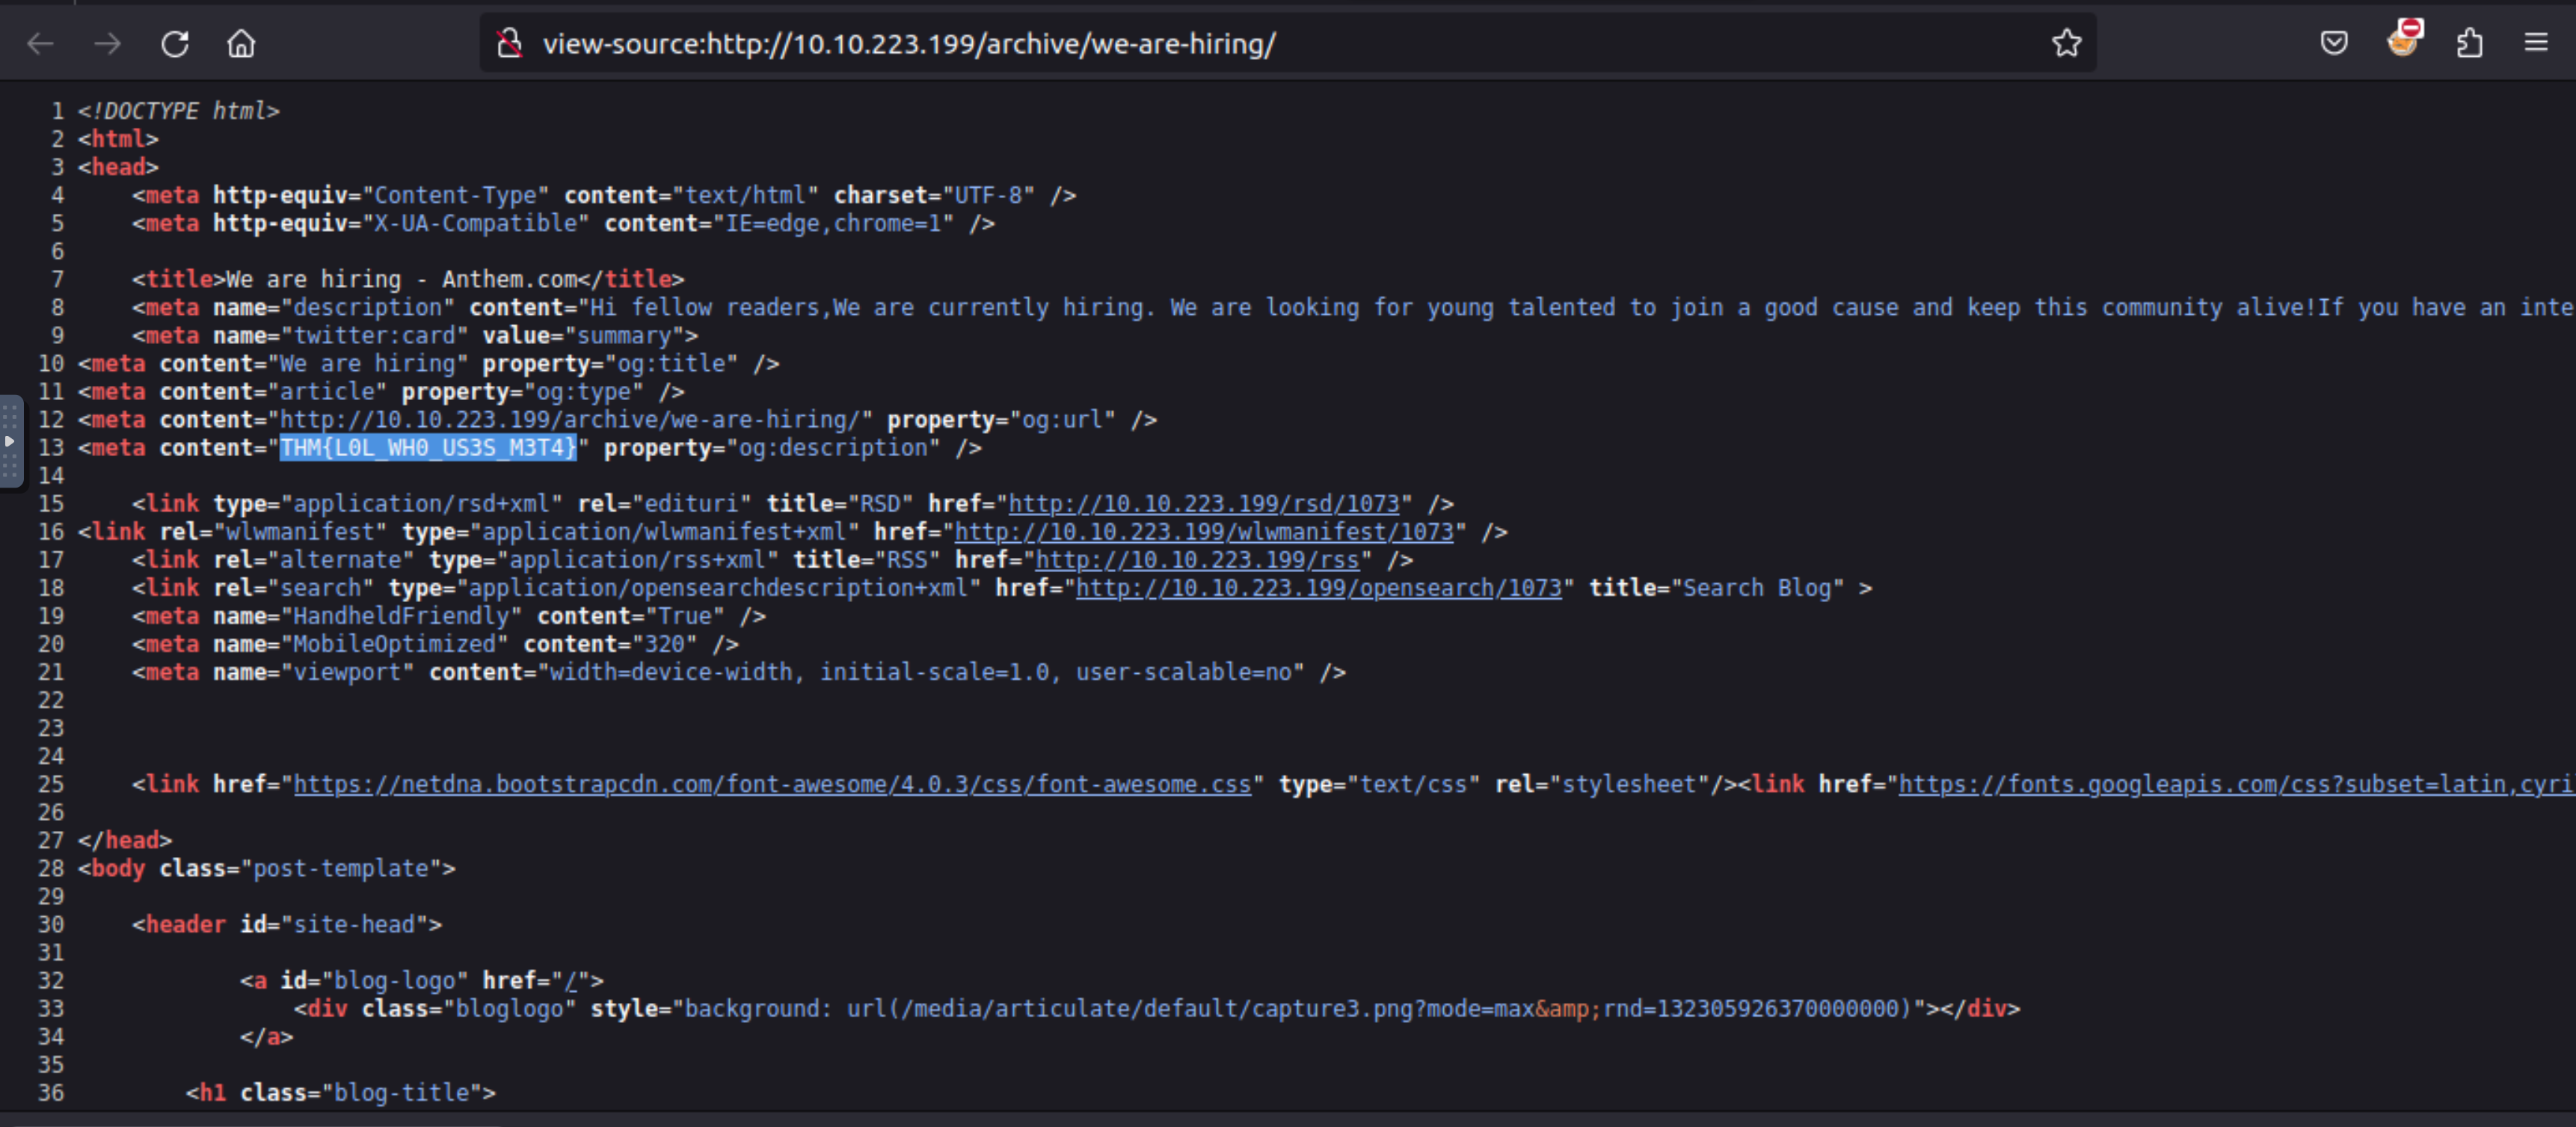 view-source:http://10.10.223.199/archive/we-are-hiring/
1 <!DOCTYPE html>
2 <html>
3 <head>
4     <meta http-equiv="Content-Type" content="text/html" charset="UTF-8" />
5     <meta http-equiv="X-UA-Compatible" content="IE=edge,chrome=1" />
6
7     <title>We are hiring - Anthem.com</title>
8     <meta name="description" content="Hi fellow readers,We are currently hiring. We are looking for young talented to join a good cause and keep this community alive!If you have an inte
9     <meta name="twitter:card" value="summary">
10 <meta content="We are hiring" property="og:title" />
11 <meta content="article" property="og:type" />
12 <meta content="http://10.10.223.199/archive/we-are-hiring/" property="og:url" />
13 <meta content="THM{L0L_WH0_US3S_M3T4}" property="og:description" />
14
15     <link type="application/rsd+xml" rel="edituri" title="RSD" href="http://10.10.223.199/rsd/1073" />
16 <link rel="wlwmanifest" type="application/wlwmanifest+xml" href="http://10.10.223.199/wlwmanifest/1073" />
17     <link rel="alternate" type="application/rss+xml" title="RSS" href="http://10.10.223.199/rss" />
18     <link rel="search" type="application/opensearchdescription+xml" href="http://10.10.223.199/opensearch/1073" title="Search Blog" >
19     <meta name="HandheldFriendly" content="True" />
20     <meta name="MobileOptimized" content="320" />
21     <meta name="viewport" content="width=device-width, initial-scale=1.0, user-scalable=no" />
22
23
24
25     <link href="https://netdna.bootstrapcdn.com/font-awesome/4.0.3/css/font-awesome.css" type="text/css" rel="stylesheet"/><link href="https://fonts.googleapis.com/css?subset=latin,cyri
26
27 </head>
28 <body class="post-template">
29
30     <header id="site-head">
31
32             <a id="blog-logo" href="/">
33                 <div class="bloglogo" style="background: url(/media/articulate/default/capture3.png?mode=max&amp;rnd=132305926370000000)"></div>
34             </a>
35
36         <h1 class="blog-title">